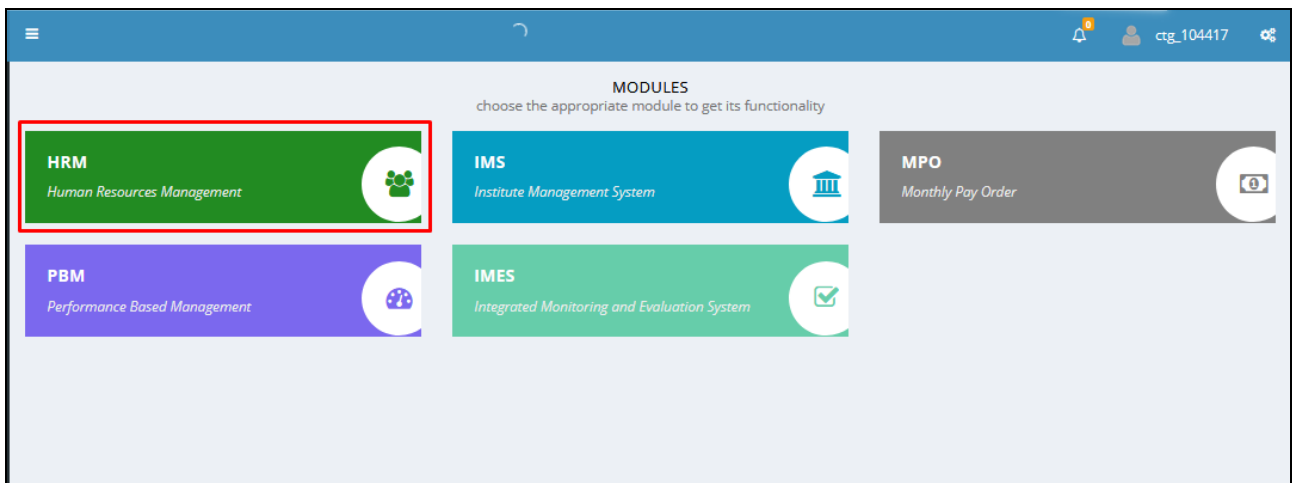 0
ctg_104417
MODULES
choose the appropriate module to get its functionality
HRM
Human Resources Management
IMS
Institute Management System
MPO
Monthly Pay Order
PBM
Performance Based Management
IMES
Integrated Monitoring and Evaluation System